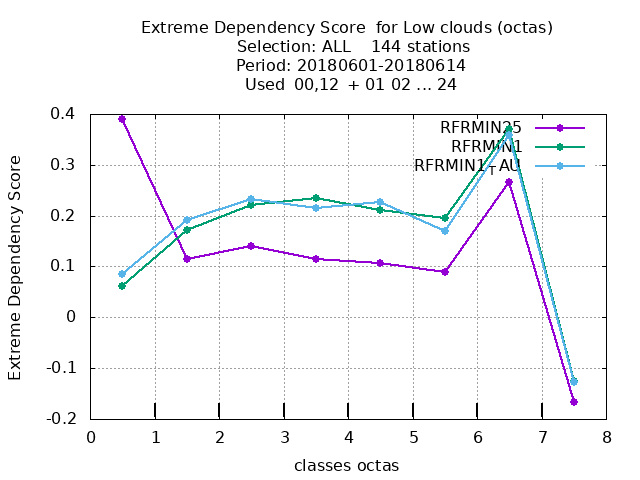 Extreme Dependency Score  for Low clouds (octas)
Selection: ALL    144 stations
Period: 20180601-20180614
Used  00,12  + 01 02 ... 24
Extreme Dependency Score
0.4
0.3
0.2
0.1
0
-0.1
-0.2
RFRMIN25
RFRMIN1
RFRMIN1TAU
0 1 2 3 4 5 6 7 8
classes octas